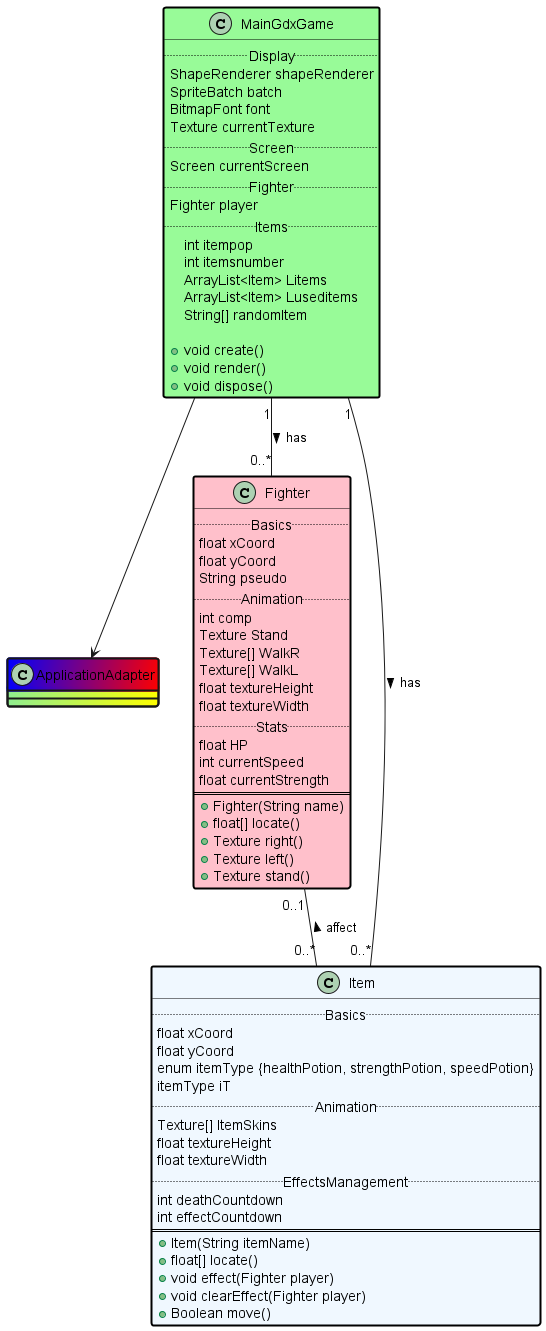 C MainGdxGame
Display
ShapeRenderer shapeRenderer
SpriteBatch batch
BitmapFont font
Texture currentTexture
Screen
Screen currentScreen
Fighter
Fighter player
Items
int itempop
int itemsnumber
ArrayList<Item> Litems
ArrayList<Item> Luseditems
String[] randomItem
void create()
void render()
void dispose()
1
1
has
0..*
C Fighter
Basics
float xCoord
float yCoord
String pseudo
Animation
int comp
Texture Stand
Texture[] WalkR
Texture[] WalkL
float textureHeight
float textureWidth
Stats
float HP
int currentSpeed
float currentStrength
Fighter(String name)
float[] locate()
Texture right()
Texture left()
Texture stand()
C ApplicationAdapter
has
0..1
affect
0..*
0..*
C Item
Basics
float xCoord
float yCoord
enum itemType {healthPotion, strengthPotion, speedPotion}
itemType iT
Animation
Texture[] ItemSkins
float textureHeight
float textureWidth
EffectsManagement
int deathCountdown
int effectCountdown
Item(String itemName)
float[] locate()
void effect(Fighter player)
void clearEffect(Fighter player)
Boolean move()